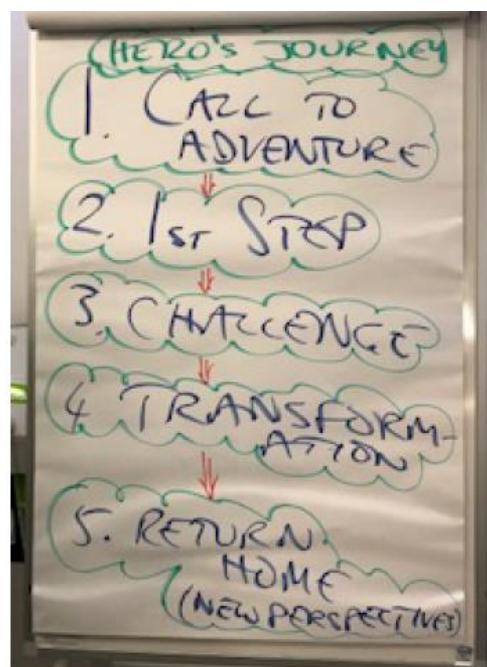 HERO'S JOURNEY
1. CALL TO
ADVENTURE
2. 1ST STEP
3. CHALLENGE
4. TRANSFORM-
ATION
5. RETURN
HOME
(NEW PERSPECTIVES)